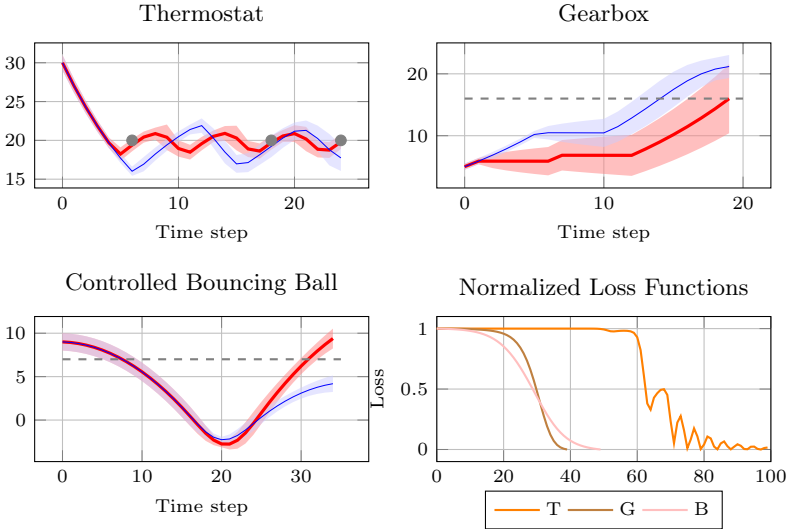 Thermostat
30
25
20
15
0 10 20
Time step
Gearbox
20
10
0 10 20
Time step
Controlled Bouncing Ball
10
5
0
0 10 20 30
Time step
Normalized Loss Functions
Loss
1
0.5
0
0 20 40 60 80 100
T G B